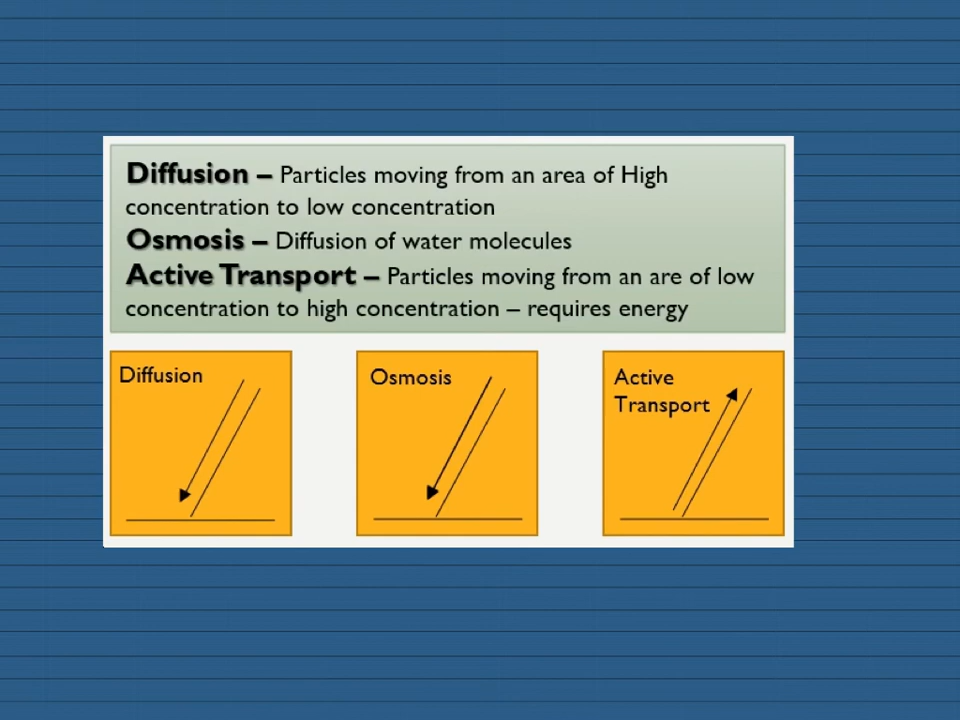 Diffusion – Particles moving from an area of High
concentration to low concentration
Osmosis – Diffusion of water molecules
Active Transport – Particles moving from an are of low
concentration to high concentration – requires energy
Diffusion
Osmosis
Active
Transport